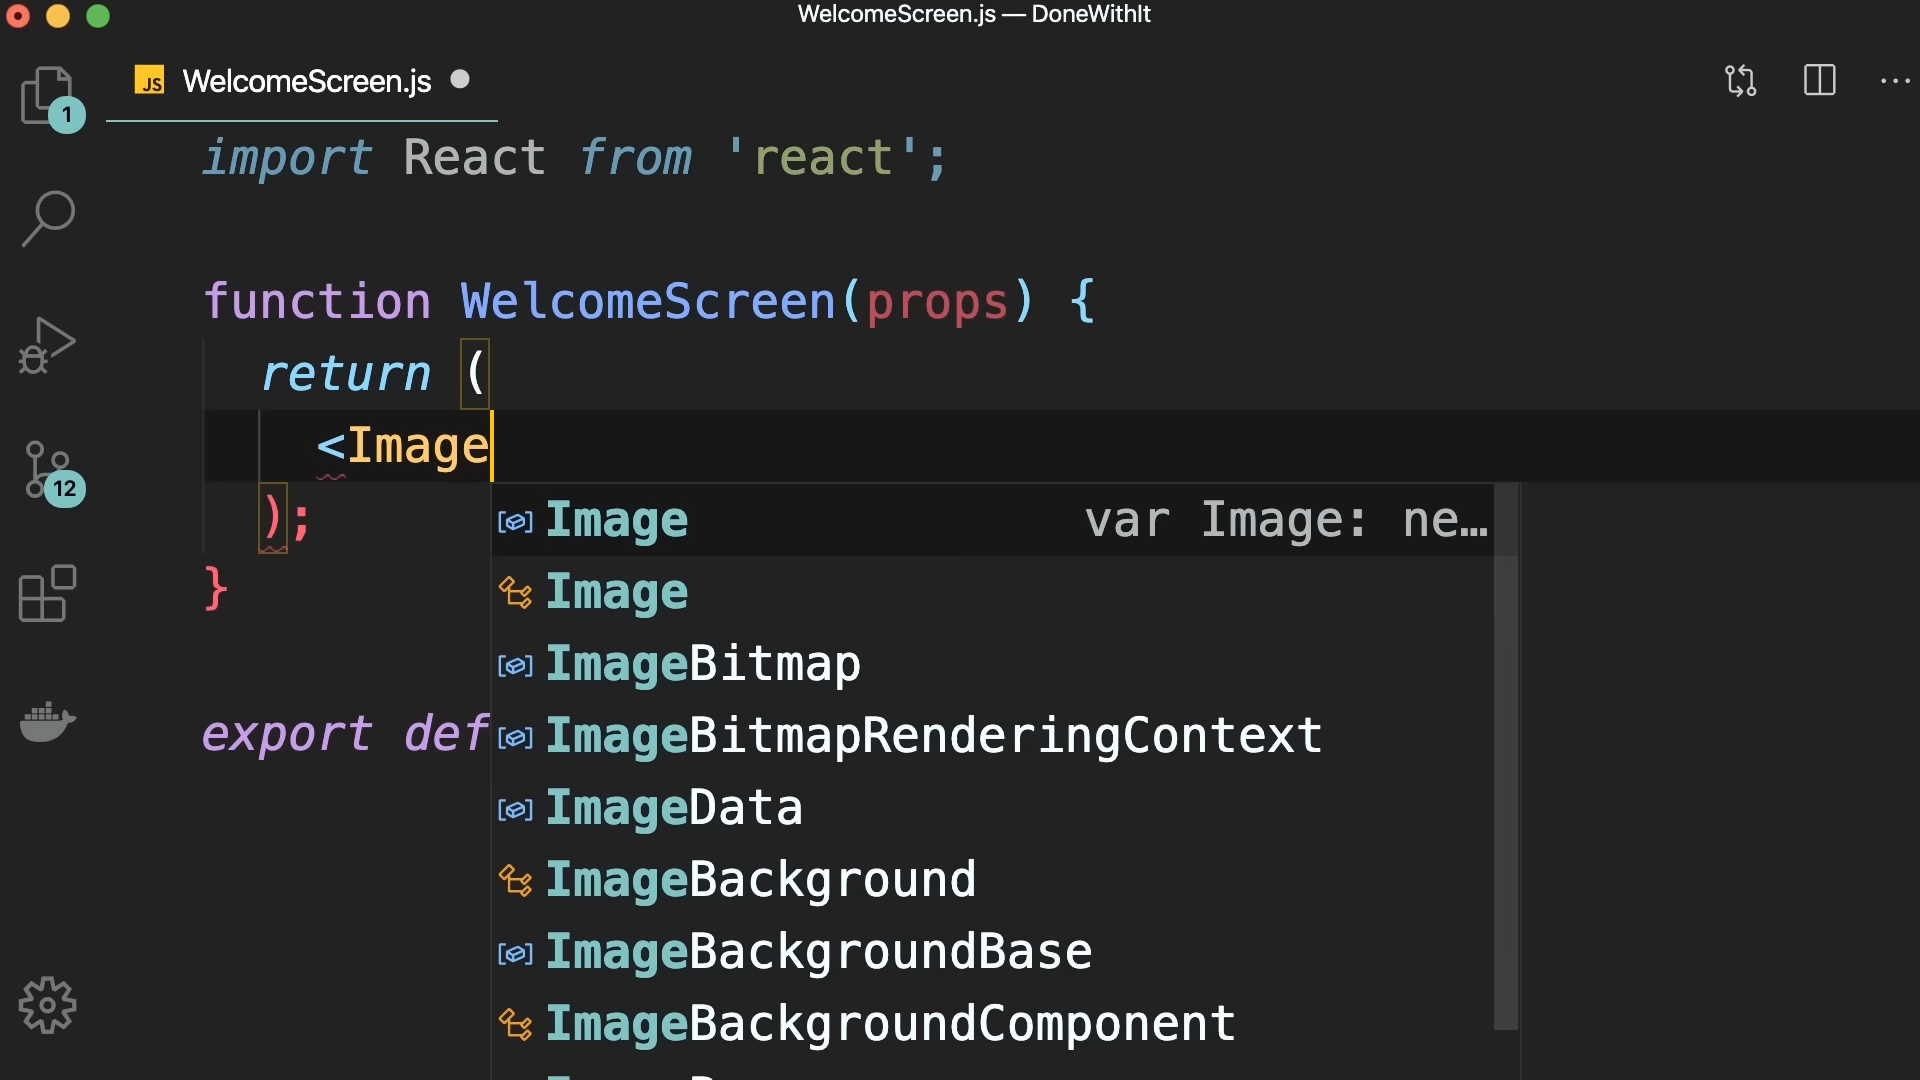 WelcomeScreen.js — DoneWithIt
JS WelcomeScreen.js
1
import React from 'react';
function WelcomeScreen(props) {
return (
<Image
);
12
Image var Image: ne…
Image
}
ImageBitmap
export def
ImageBitmapRenderingContext
ImageData
ImageBackground
ImageBackgroundBase
ImageBackgroundComponent